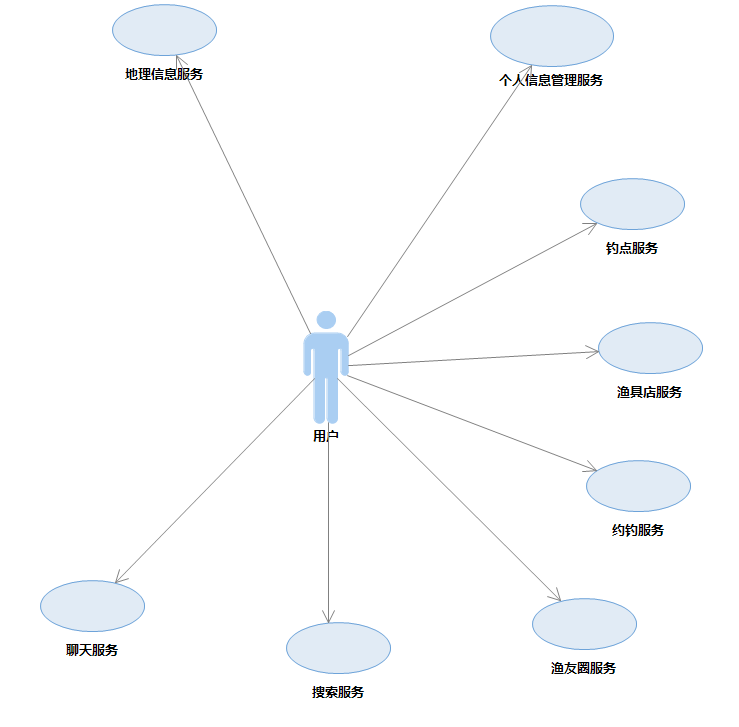 地理信息服务
个人信息管理服务
钓点服务
渔具店服务
用户
约钓服务
聊天服务
渔友圈服务
搜索服务